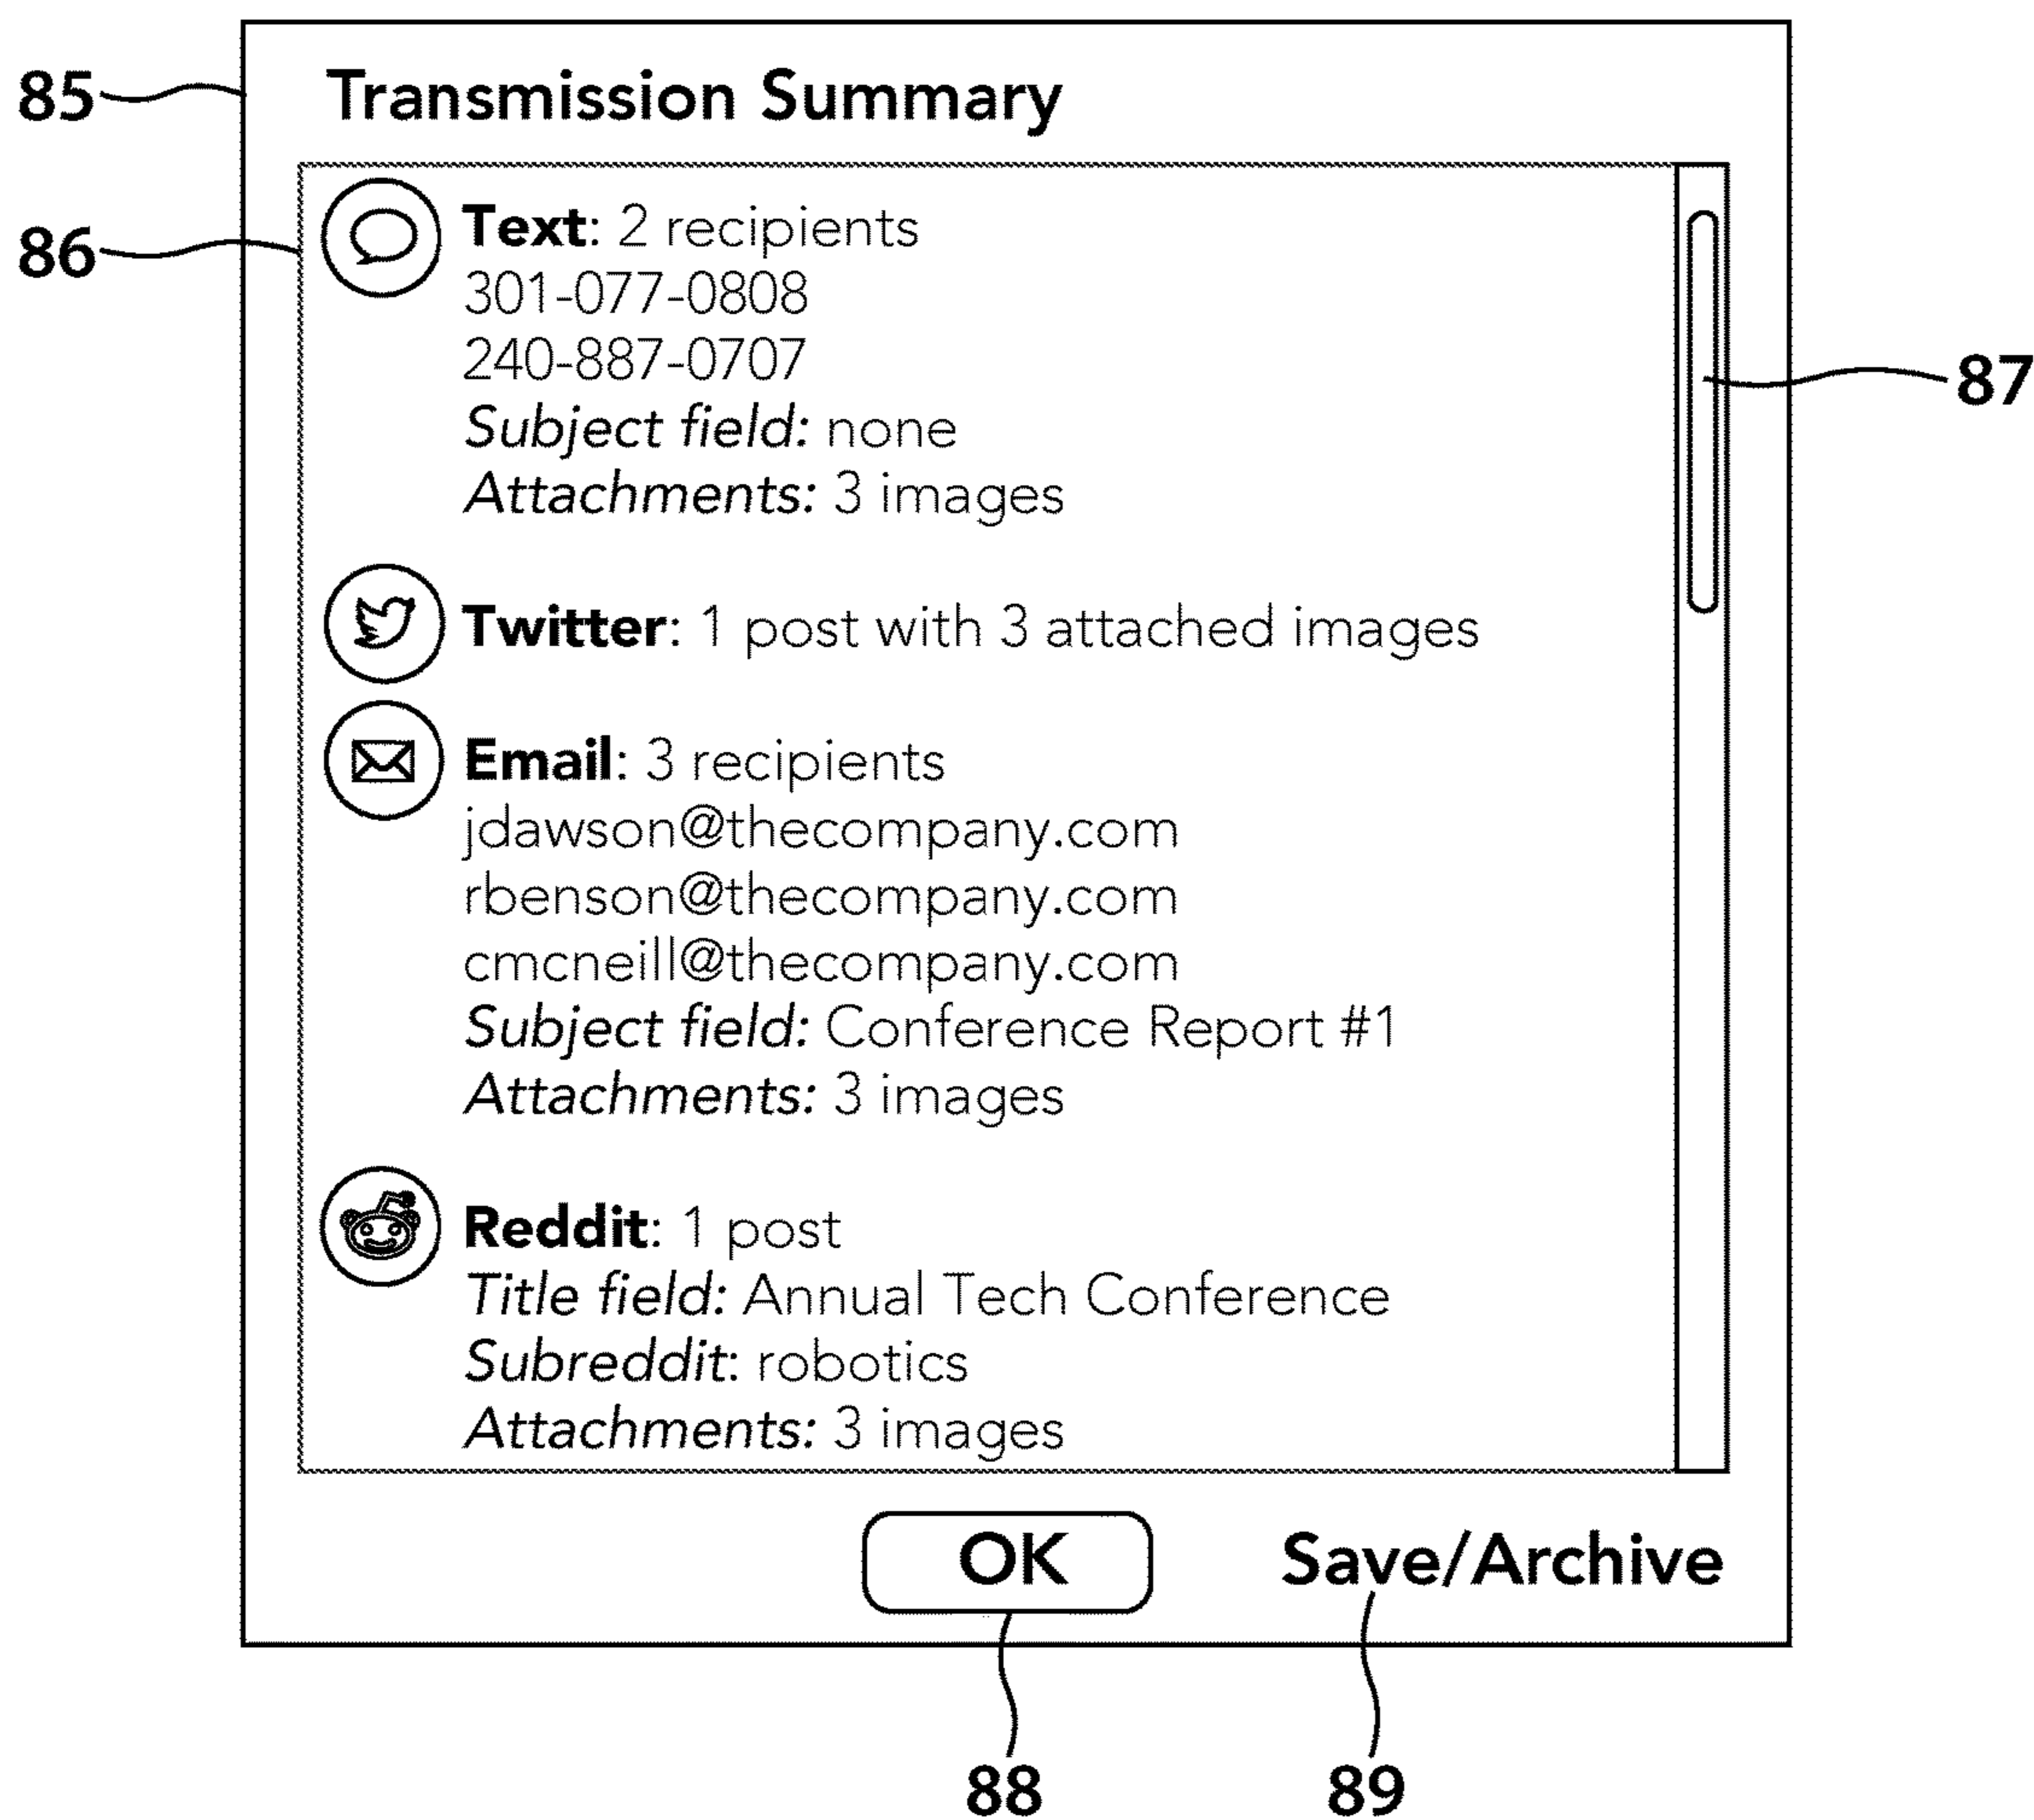 85
Transmission Summary
86
Text: 2 recipients
301-077-0808
240-887-0707
87
Subject field: none
Attachments: 3 images
Twitter: 1 post with 3 attached images
Email: 3 recipients
jdawson@thecompany.com
rbenson@thecompany.com
cmcneill@thecompany.com
Subject field: Conference Report #1
Attachments: 3 images
Reddit: 1 post
Title field: Annual Tech Conference
Subreddit: robotics
Attachments: 3 images
OK
Save/Archive
88
89